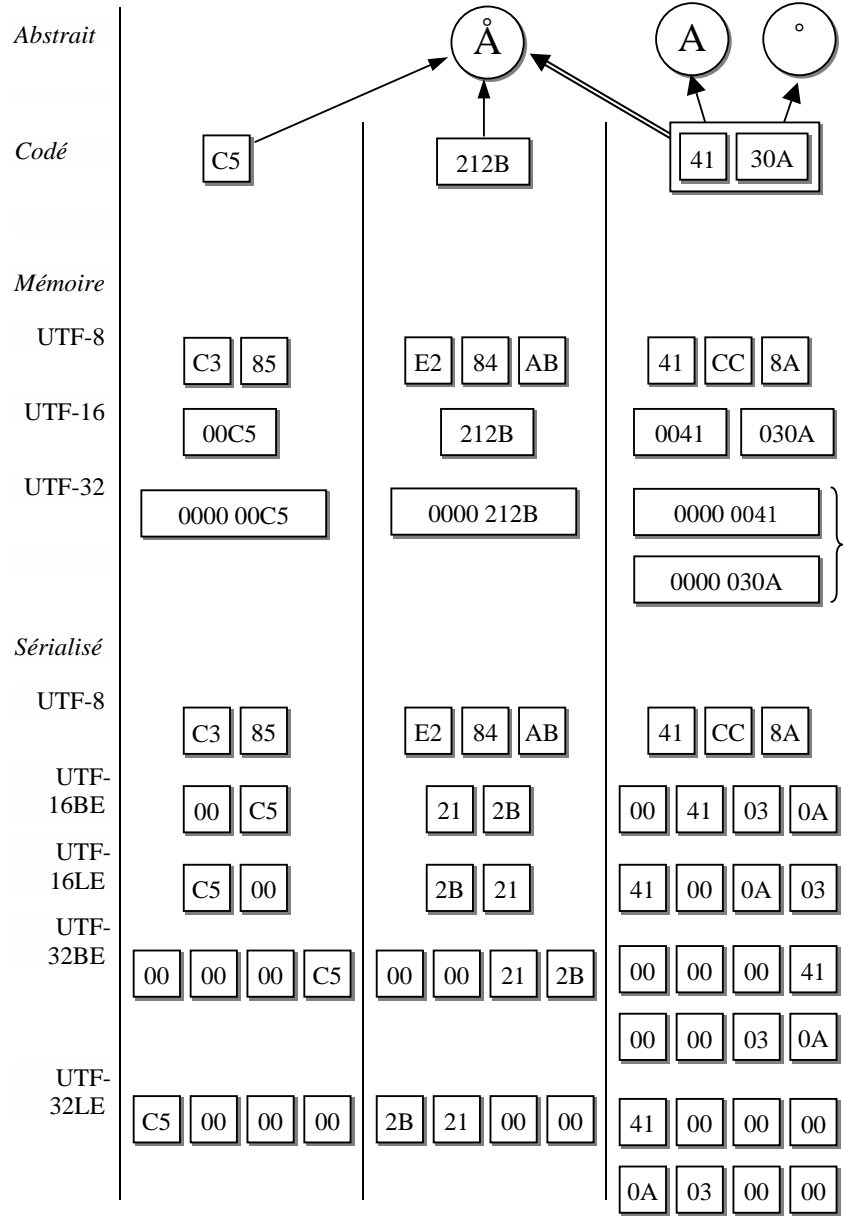 Abstrait Å A °
Codé C5 212B 41 30A
Mémoire
UTF-8 C3 85 E2 84 AB 41 CC 8A
UTF-16 00C5 212B 0041 030A
UTF-32 0000 00C5 0000 212B 0000 0041
0000 030A
Sérialisé
UTF-8 C3 85 E2 84 AB 41 CC 8A
UTF-
16BE 00 C5 21 2B 00 41 03 0A
UTF-
16LE C5 00 2B 21 41 00 0A 03
UTF-
32BE 00 00 00 C5 00 00 21 2B 00 00 00 41
00 00 03 0A
UTF-
32LE C5 00 00 00 2B 21 00 00 41 00 00 00
0A 03 00 00